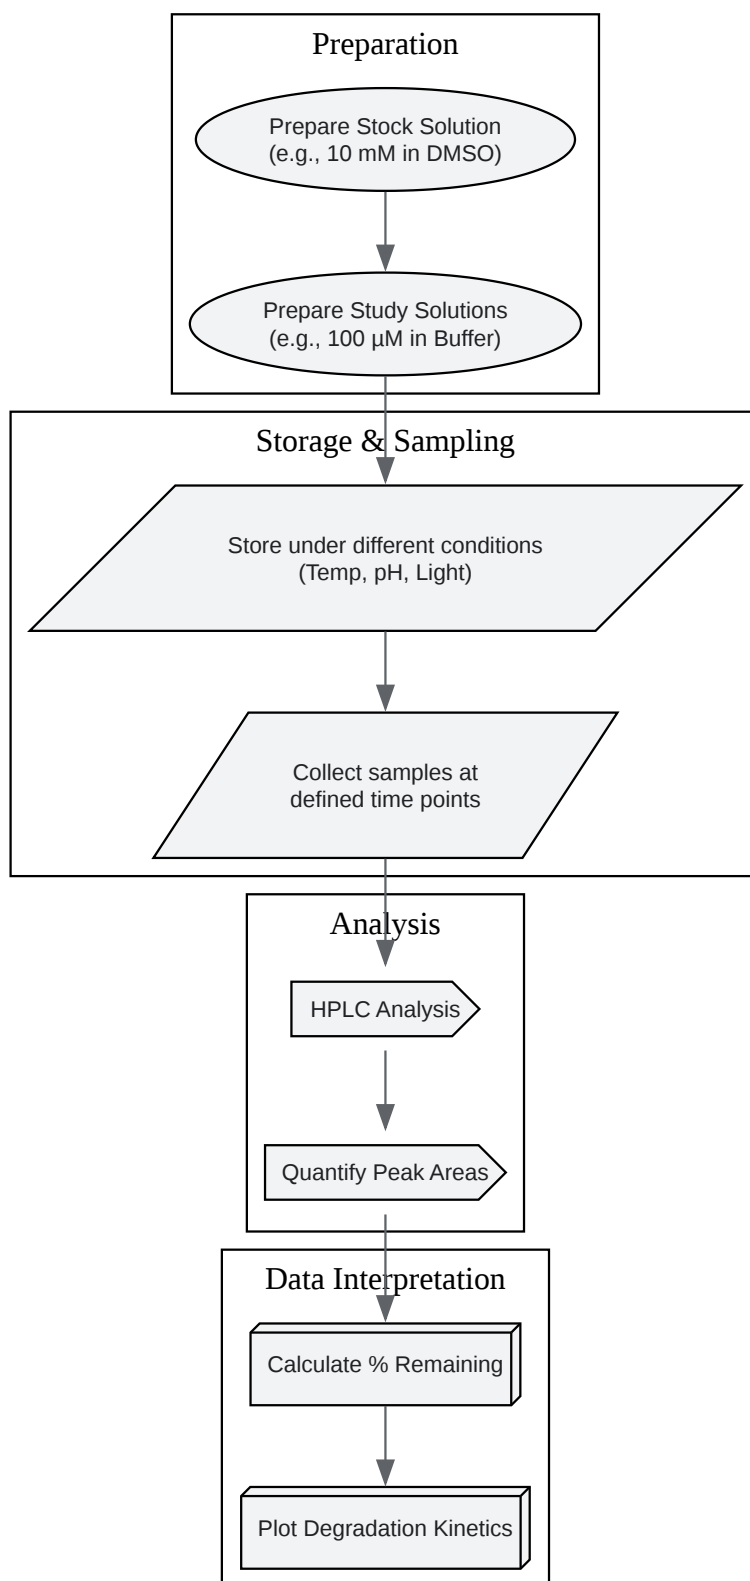 Preparation
Prepare Stock Solution
(e.g., 10 mM in DMSO)
Prepare Study Solutions
(e.g., 100 µM in Buffer)
Storage & Sampling
Store under different conditions
(Temp, pH, Light)
Collect samples at
defined time points
Analysis
HPLC Analysis
Quantify Peak Areas
Data Interpretation
Calculate % Remaining
Plot Degradation Kinetics